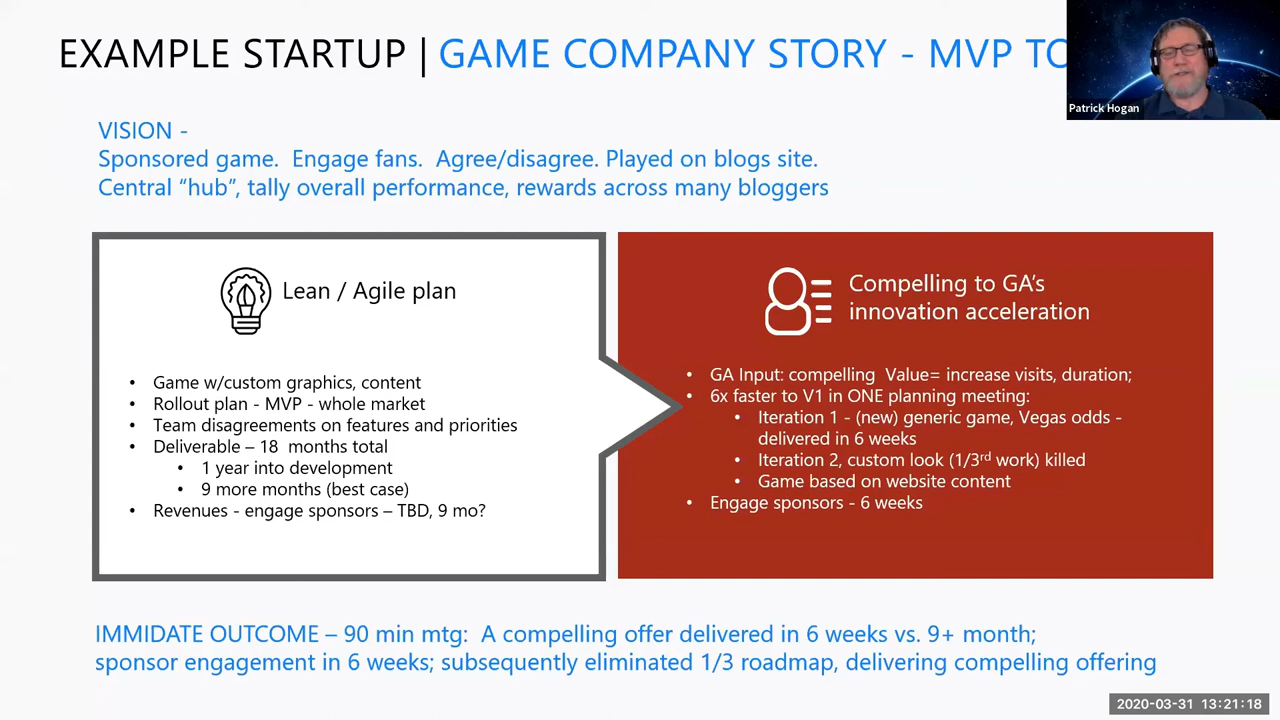 EXAMPLE STARTUP | GAME COMPANY STORY - MVP TO
Patrick Hogan
VISION -
Sponsored game. Engage fans. Agree/disagree. Played on blogs site.
Central “hub”, tally overall performance, rewards across many bloggers
Lean / Agile plan
• Game w/custom graphics, content
• Rollout plan - MVP - whole market
• Team disagreements on features and priorities
• Deliverable – 18 months total
• 1 year into development
• 9 more months (best case)
• Revenues - engage sponsors – TBD, 9 mo?
Compelling to GA’s
innovation acceleration
• GA Input: compelling Value= increase visits, duration;
• 6x faster to V1 in ONE planning meeting:
• Iteration 1 - (new) generic game, Vegas odds -
delivered in 6 weeks
• Iteration 2, custom look (1/3rd work) killed
• Game based on website content
• Engage sponsors - 6 weeks
IMMIDATE OUTCOME – 90 min mtg: A compelling offer delivered in 6 weeks vs. 9+ month;
sponsor engagement in 6 weeks; subsequently eliminated 1/3 roadmap, delivering compelling offering
2020-03-31 13:21:18